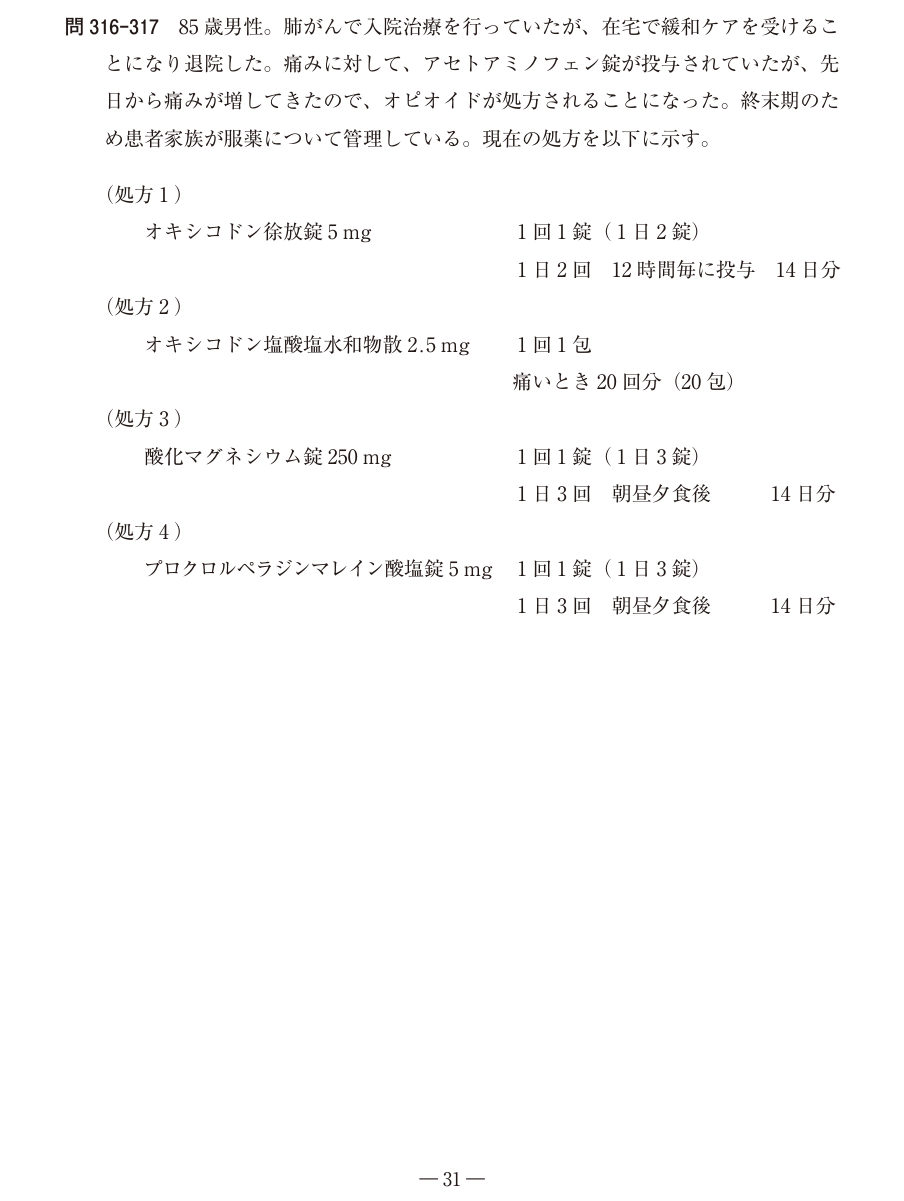 問 316-317　85 歳男性。肺がんで入院治療を行っていたが、在宅で緩和ケアを受けるこ
とになり退院した。痛みに対して、アセトアミノフェン錠が投与されていたが、先
日から痛みが増してきたので、オピオイドが処方されることになった。終末期のた
め患者家族が服薬について管理している。現在の処方を以下に示す。
（処方１）
オキシコドン徐放錠 5 mg　１回１錠（１日２錠）
１日２回　12 時間毎に投与　14 日分
（処方２）
オキシコドン塩酸塩水和物散 2.5 mg　１回１包
痛いとき 20 回分（20 包）
（処方３）
酸化マグネシウム錠 250 mg　１回１錠（１日３錠）
１日３回　朝昼夕食後　14 日分
（処方４）
プロクロルペラジンマレイン酸塩錠 5 mg　１回１錠（１日３錠）
１日３回　朝昼夕食後　14 日分
― 31 ―